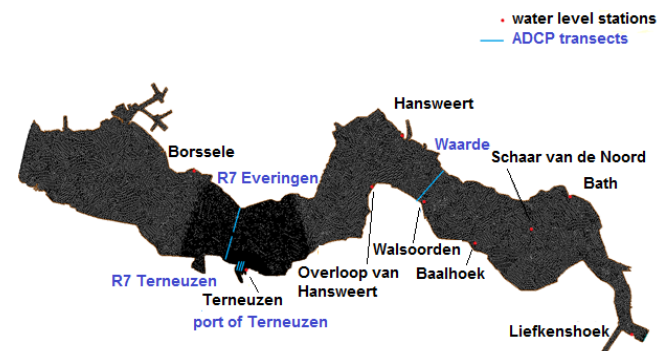 water level stations
ADCP transects
Hansweert
Waarde
Schaar van de Noord
Borssele
R7 Everingen
Bath
Walsoorden
Baalhoek
Overloop van
Hansweert
R7 Terneuzen
Terneuzen
port of Terneuzen
Liefkenshoek